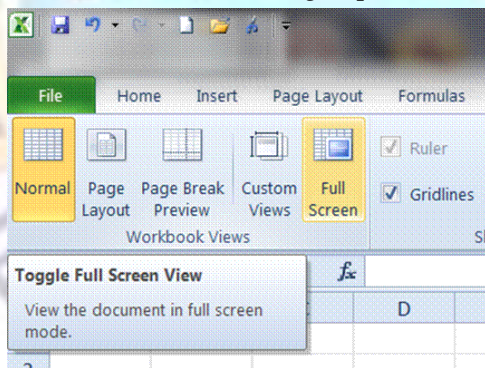 File Home Insert Page Layout Formulas
Normal Page Layout Page Break Preview Custom Views Full Screen
Ruler
Gridlines
Workbook Views
Toggle Full Screen View
fx
View the document in full screen
mode.
D